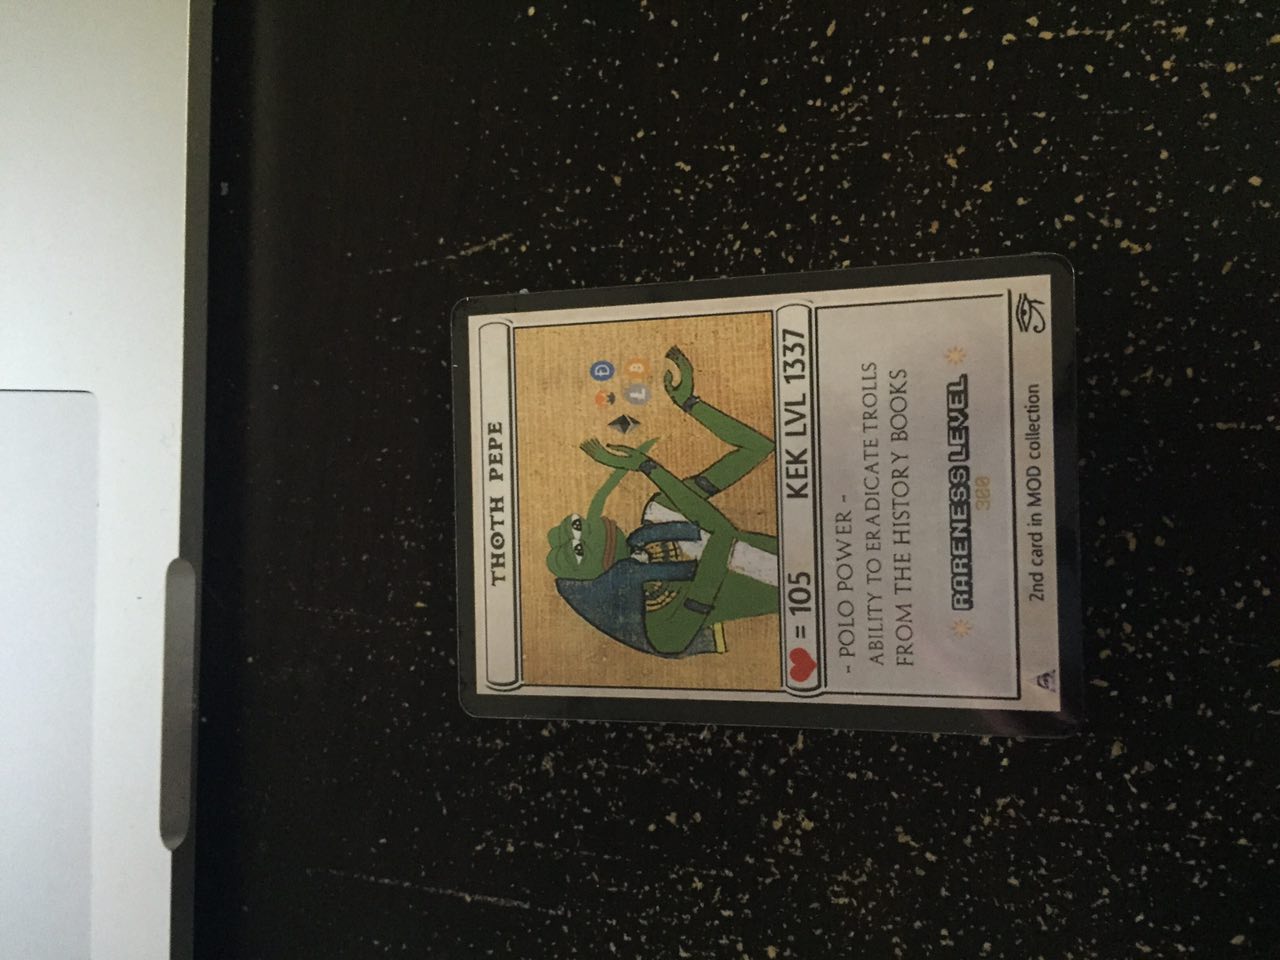 THOTH PEPE
Ð
Ł B
= 105 KEK LVL 1337
- POLO POWER -
ABILITY TO ERADICATE TROLLS
FROM THE HISTORY BOOKS
RARENESS LEVEL
300
2nd card in MOD collection